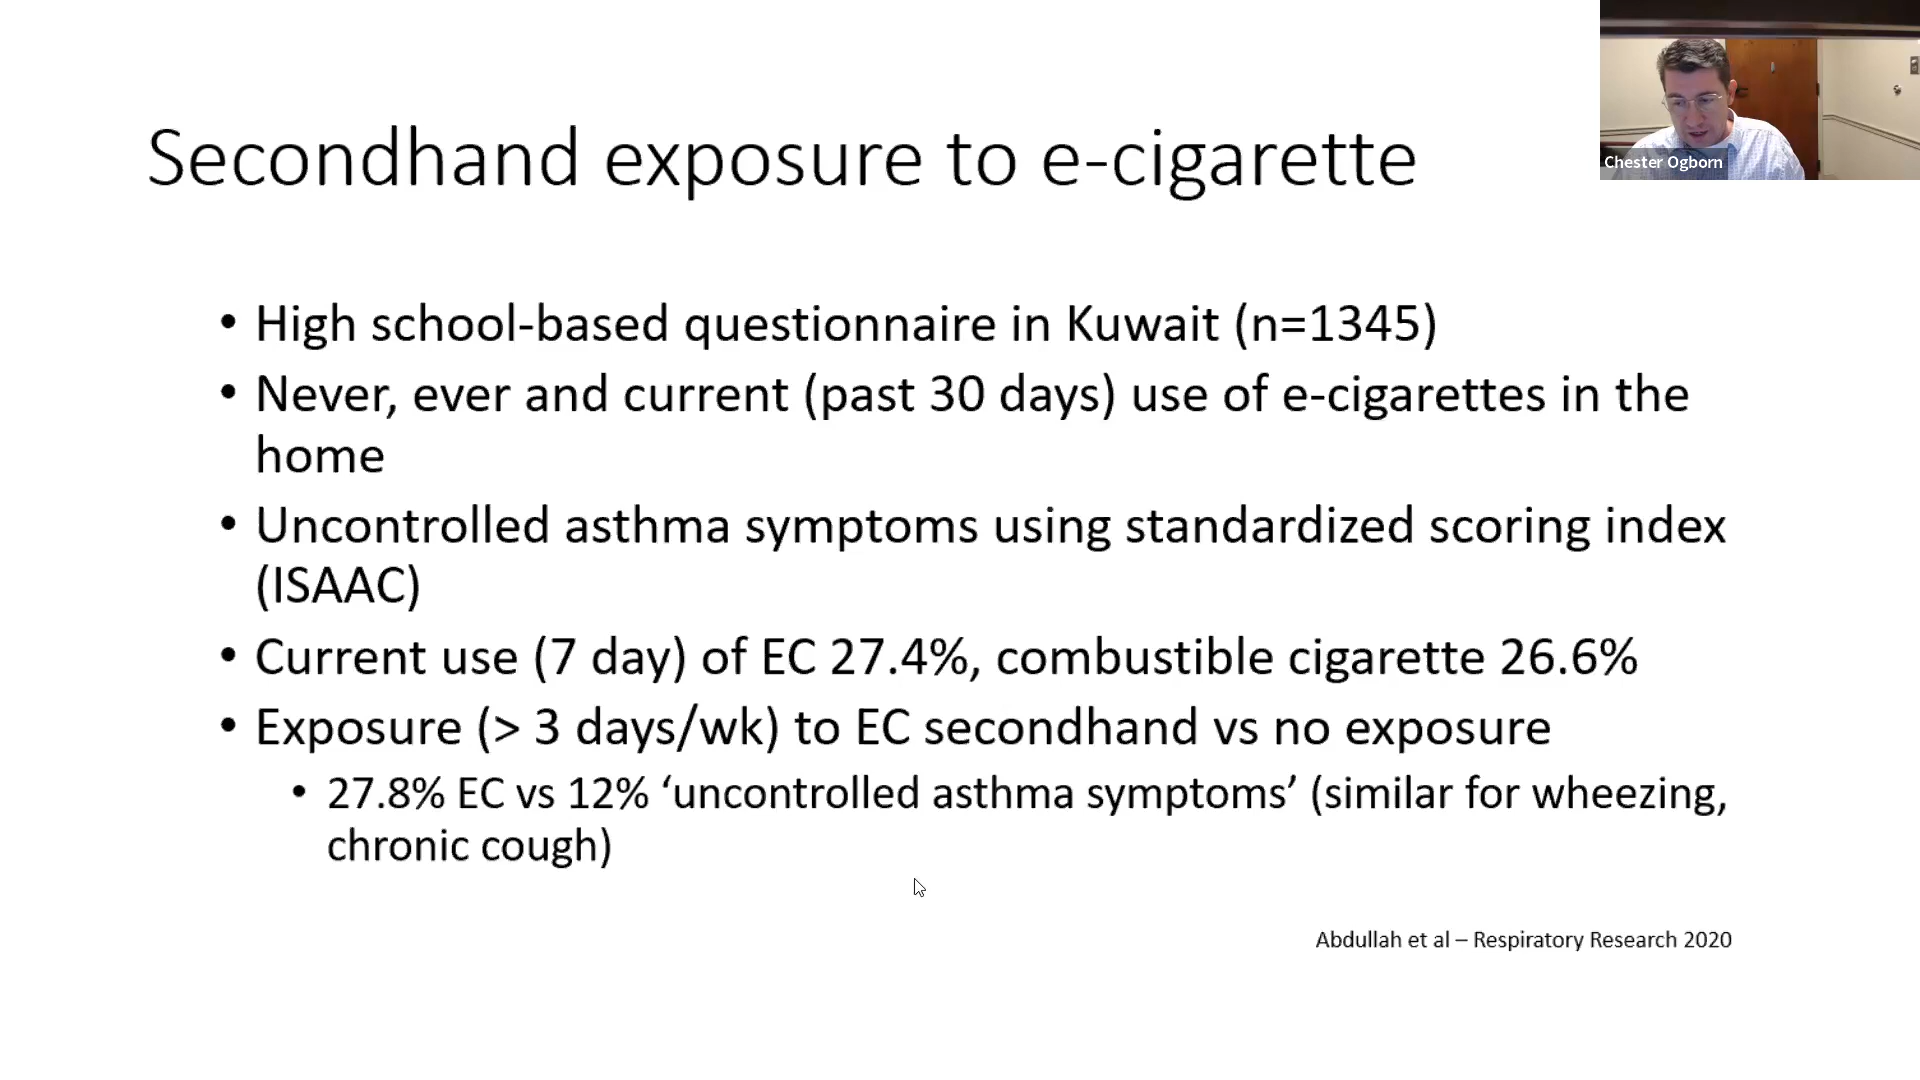 Secondhand exposure to e-cigarette
Chester Ogborn
• High school-based questionnaire in Kuwait (n=1345)
• Never, ever and current (past 30 days) use of e-cigarettes in the
home
• Uncontrolled asthma symptoms using standardized scoring index
(ISAAC)
• Current use (7 day) of EC 27.4%, combustible cigarette 26.6%
• Exposure (> 3 days/wk) to EC secondhand vs no exposure
• 27.8% EC vs 12% ‘uncontrolled asthma symptoms’ (similar for wheezing,
chronic cough)
Abdullah et al – Respiratory Research 2020